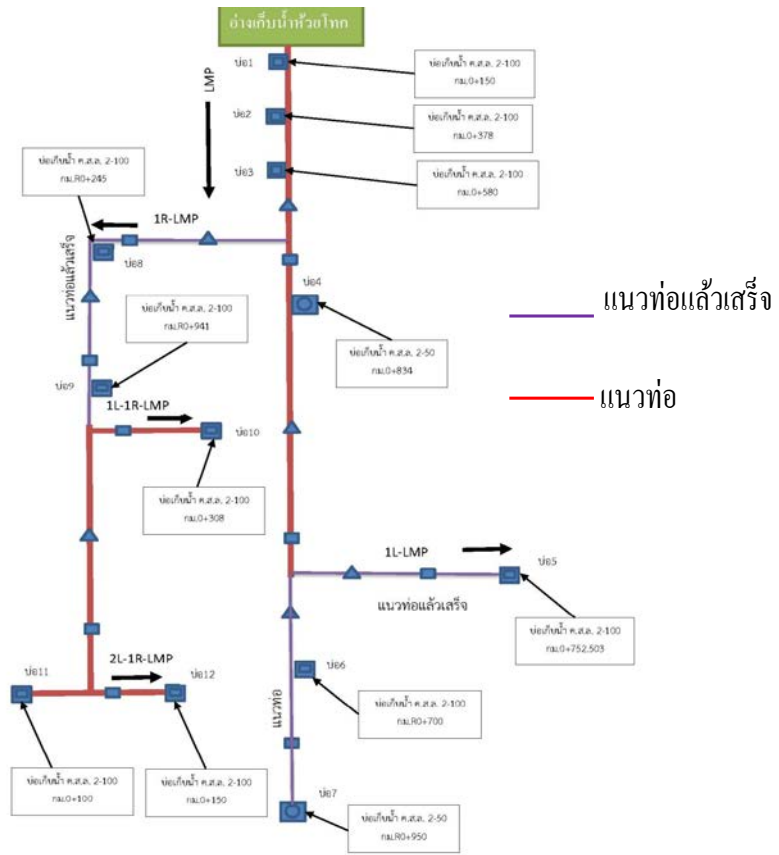 อ่างเก็บน้ำห้วยโทก
บ่อ1
บ่อเก็บน้ำ ค.ส.ล. 2-100
กม.0+150
LMP
บ่อ2
บ่อเก็บน้ำ ค.ส.ล. 2-100
กม.0+378
บ่อ3
บ่อเก็บน้ำ ค.ส.ล. 2-100
กม.0+580
บ่อเก็บน้ำ ค.ส.ล. 2-100
กม.R0+245
1R-LMP
บ่อ8
แนวท่อแล้วเสร็จ
บ่อ4
บ่อเก็บน้ำ ค.ส.ล. 2-50
กม.0+834
แนวท่อแล้วเสร็จ
แนวท่อ
บ่อเก็บน้ำ ค.ส.ล. 2-100
กม.R0+941
บ่อ9
1L-1R-LMP
บ่อ10
บ่อเก็บน้ำ ค.ส.ล. 2-100
กม.0+308
1L-LMP
บ่อ5
แนวท่อแล้วเสร็จ
บ่อเก็บน้ำ ค.ส.ล. 2-100
กม.0+752.503
บ่อ6
บ่อเก็บน้ำ ค.ส.ล. 2-100
กม.R0+700
แนวท่อ
บ่อ11
2L-1R-LMP
บ่อ12
บ่อเก็บน้ำ ค.ส.ล. 2-100
กม.0+100
บ่อเก็บน้ำ ค.ส.ล. 2-100
กม.0+150
บ่อ7
บ่อเก็บน้ำ ค.ส.ล. 2-50
กม.R0+950